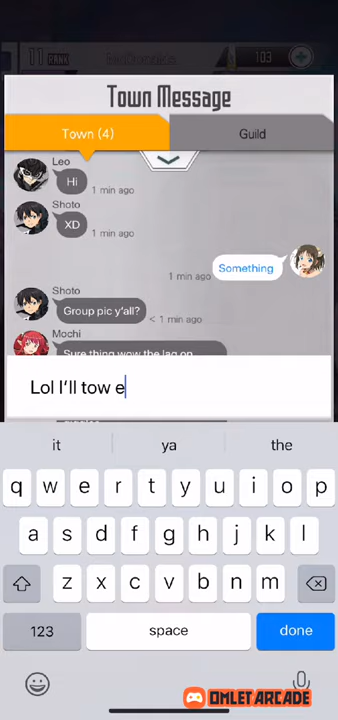 11 RANK
103
Town Message
Town (4) Guild
Leo
Hi
1 min ago
Shoto
XD
1 min ago
Something
1 min ago
Shoto
Group pic y'all?
< 1 min ago
Mochi
Sure thing wow the lag on
Lol I'll tow e
it ya the
q w e r t y u i o p
a s d f g h j k l
z x c v b n m
123 space done
OMLET ARCADE